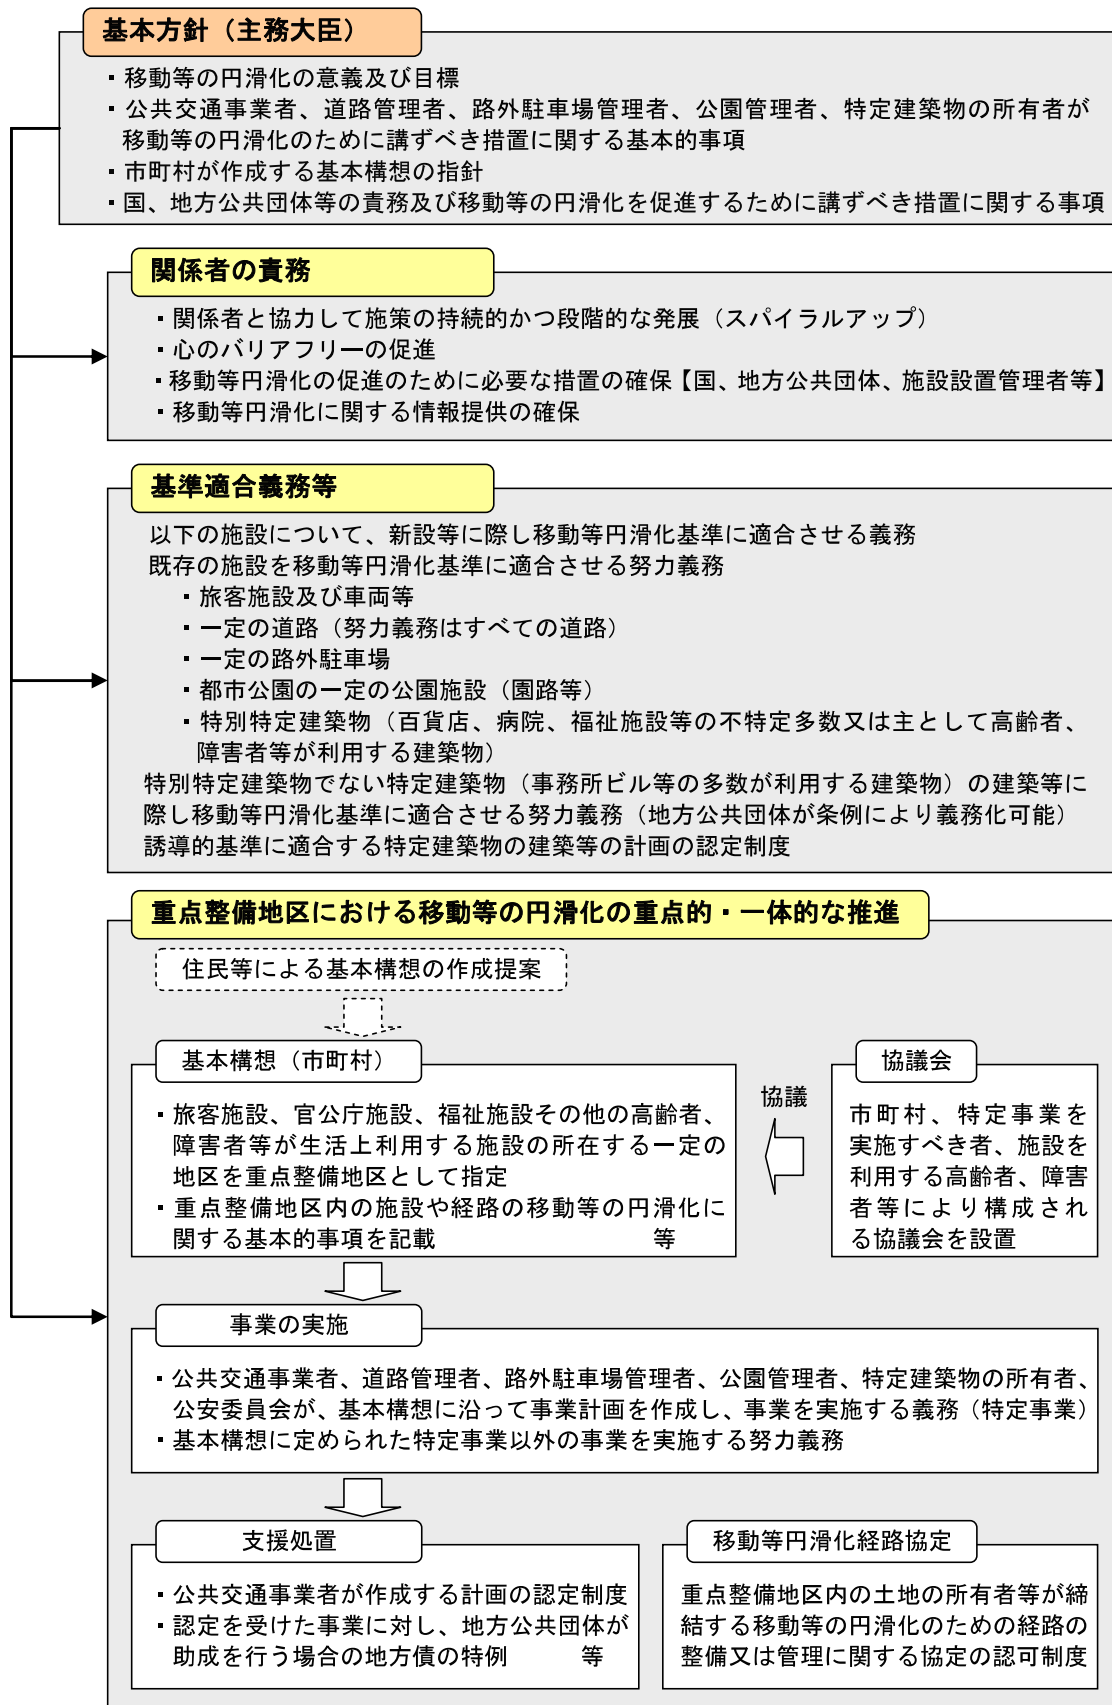 基本方針（主務大臣）
・移動等の円滑化の意義及び目標
・公共交通事業者、道路管理者、路外駐車場管理者、公園管理者、特定建築物の所有者が
移動等の円滑化のために講ずべき措置に関する基本的事項
・市町村が作成する基本構想の指針
・国、地方公共団体等の責務及び移動等の円滑化を促進するために講ずべき措置に関する事項
関係者の責務
・関係者と協力して施策の持続的かつ段階的な発展（スパイラルアップ）
・心のバリアフリーの促進
・移動等円滑化の促進のために必要な措置の確保【国、地方公共団体、施設設置管理者等】
・移動等円滑化に関する情報提供の確保
基準適合義務等
以下の施設について、新設等に際し移動等円滑化基準に適合させる義務
既存の施設を移動等円滑化基準に適合させる努力義務
・旅客施設及び車両等
・一定の道路（努力義務はすべての道路）
・一定の路外駐車場
・都市公園の一定の公園施設（園路等）
・特別特定建築物（百貨店、病院、福祉施設等の不特定多数又は主として高齢者、
障害者等が利用する建築物）
特別特定建築物でない特定建築物（事務所ビル等の多数が利用する建築物）の建築等に
際し移動等円滑化基準に適合させる努力義務（地方公共団体が条例により義務化可能）
誘導的基準に適合する特定建築物の建築等の計画の認定制度
重点整備地区における移動等の円滑化の重点的・一体的な推進
住民等による基本構想の作成提案
基本構想（市町村）
・旅客施設、官公庁施設、福祉施設その他の高齢者、
障害者等が生活上利用する施設の所在する一定の
地区を重点整備地区として指定
・重点整備地区内の施設や経路の移動等の円滑化に
関する基本的事項を記載 等
協議
協議会
市町村、特定事業を
実施すべき者、施設を
利用する高齢者、障害
者等により構成され
る協議会を設置
事業の実施
・公共交通事業者、道路管理者、路外駐車場管理者、公園管理者、特定建築物の所有者、
公安委員会が、基本構想に沿って事業計画を作成し、事業を実施する義務（特定事業）
・基本構想に定められた特定事業以外の事業を実施する努力義務
支援処置
・公共交通事業者が作成する計画の認定制度
・認定を受けた事業に対し、地方公共団体が
助成を行う場合の地方債の特例 等
移動等円滑化経路協定
重点整備地区内の土地の所有者等が締
結する移動等の円滑化のための経路の
整備又は管理に関する協定の認可制度